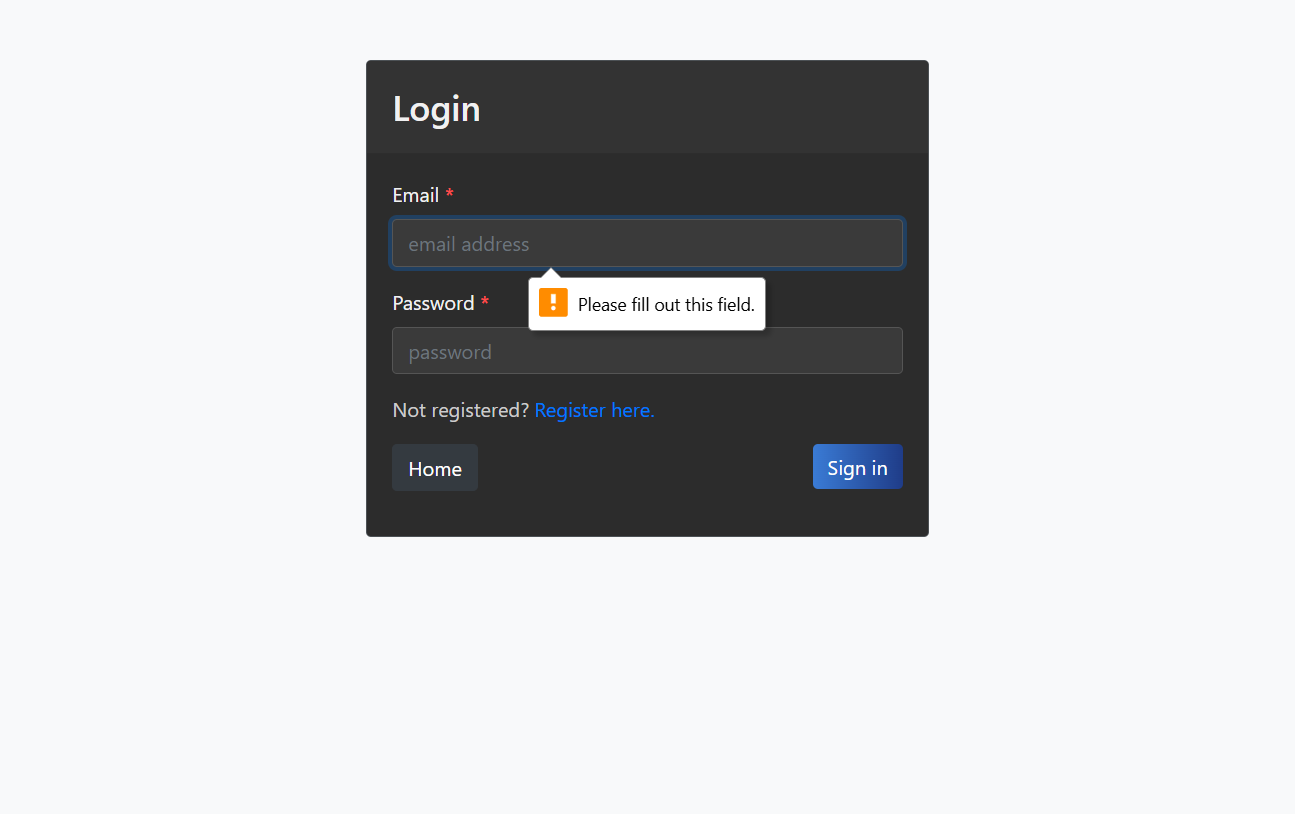 Login
Email *
email address
Please fill out this field.
Password *
password
Not registered? Register here.
Home
Sign in